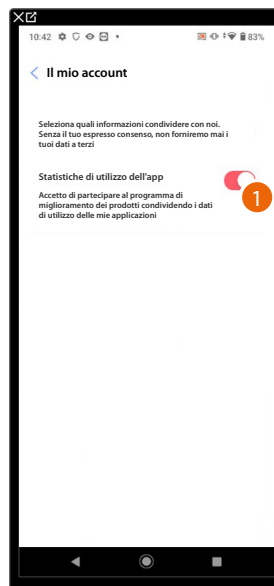 10:42
83%
Il mio account
Seleziona quali informazioni condividere con noi.
Senza il tuo espresso consenso, non forniremo mai i
tuoi dati a terzi
Statistiche di utilizzo dell'app
1
Accetto di partecipare al programma di
miglioramento dei prodotti condividendo i dati
di utilizzo delle mie applicazioni